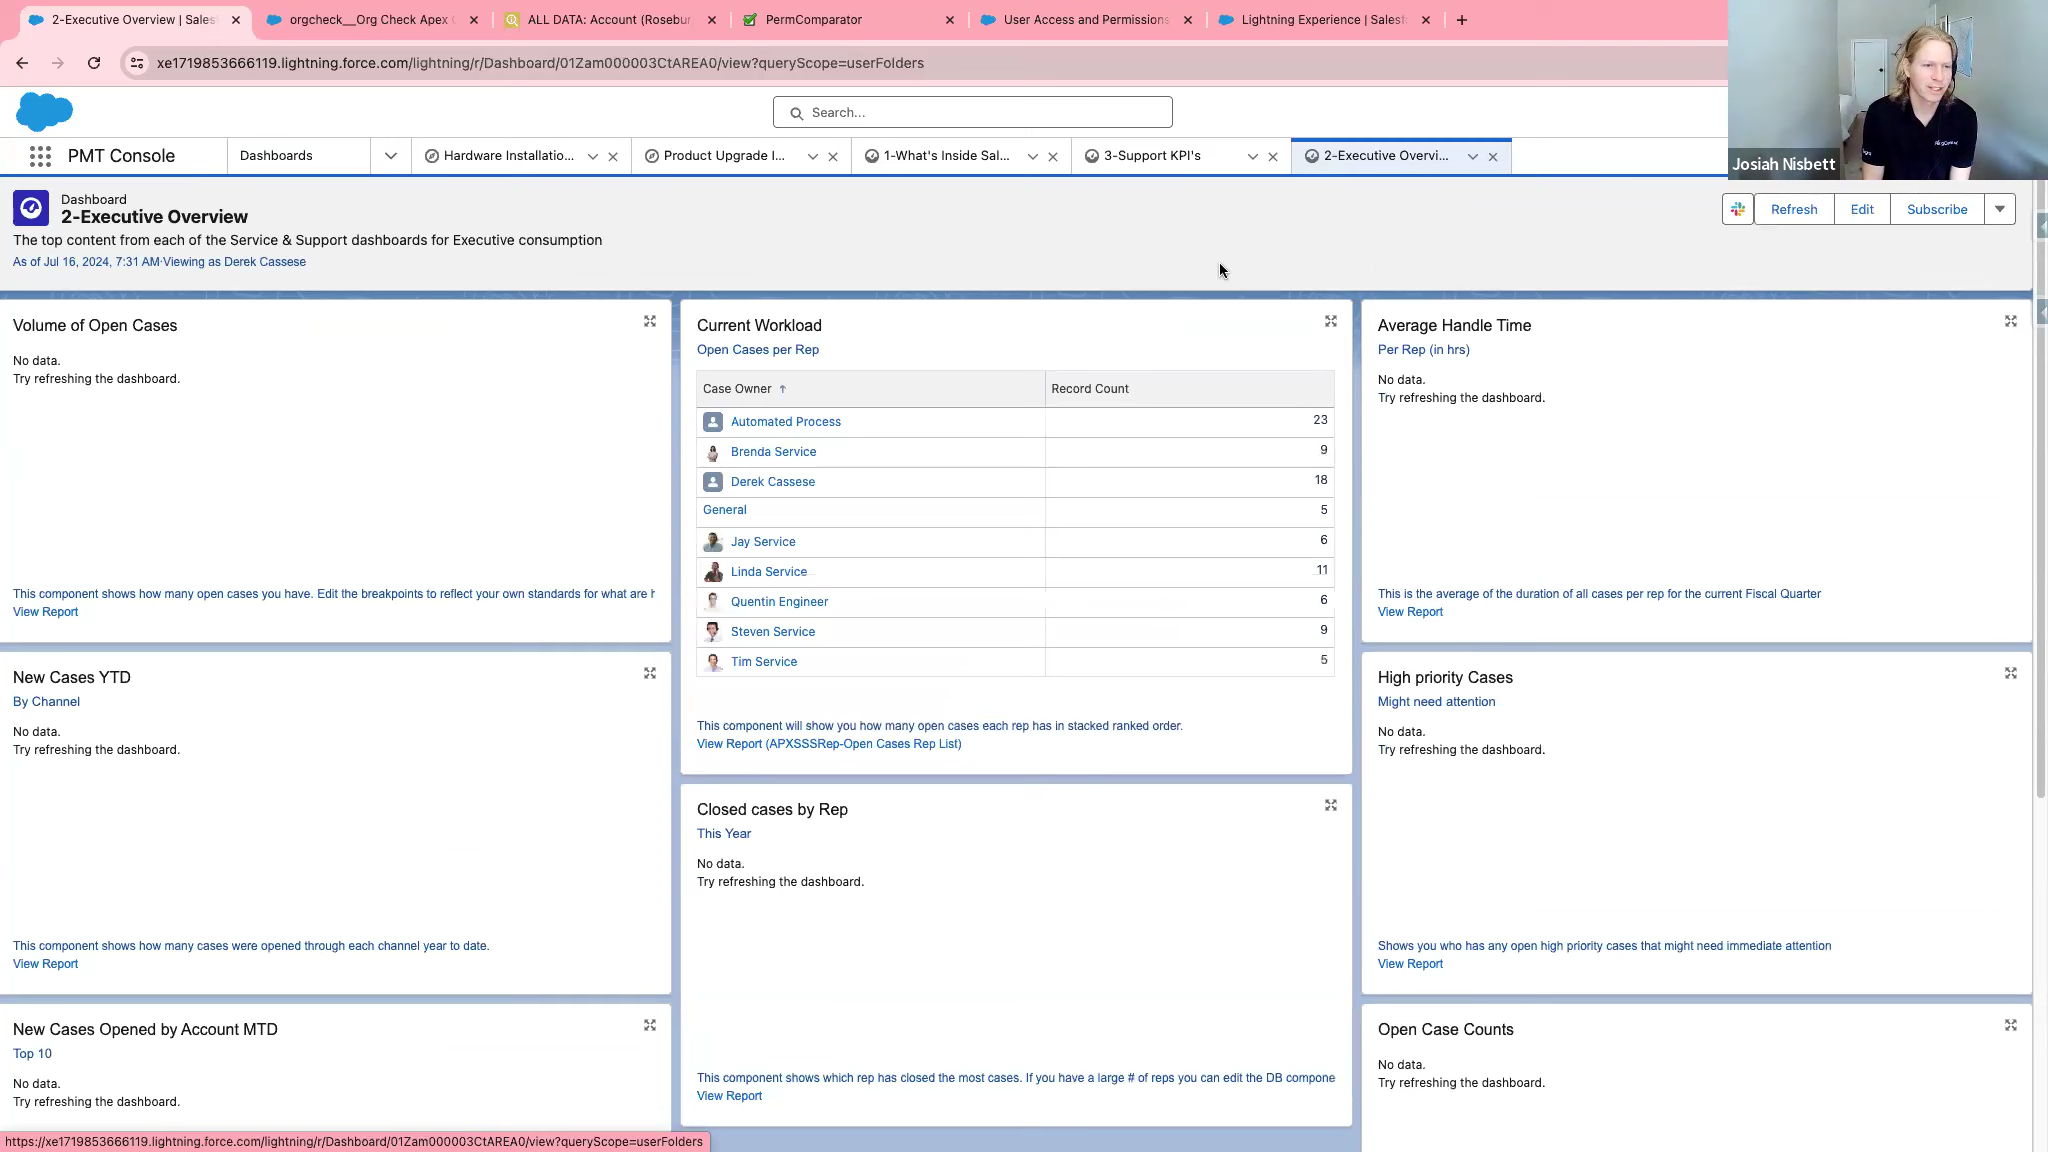 2-Executive Overview | Sales
orgcheck__Org Check Apex
ALL DATA: Account (Rosebur
PermComparator
User Access and Permissions
Lightning Experience | Salesf
xe1719853666119.lightning.force.com/lightning/r/Dashboard/01Zam000003CtAREA0/view?queryScope=userFolders
Search...
PMT Console
Dashboards
Hardware Installatio...
Product Upgrade I...
1-What's Inside Sal...
3-Support KPI's
2-Executive Overvi...
Josiah Nisbett
Dashboard
2-Executive Overview
The top content from each of the Service & Support dashboards for Executive consumption
As of Jul 16, 2024, 7:31 AM·Viewing as Derek Cassese
Refresh
Edit
Subscribe
Volume of Open Cases
No data.
Try refreshing the dashboard.
This component shows how many open cases you have. Edit the breakpoints to reflect your own standards for what are h
View Report
New Cases YTD
By Channel
No data.
Try refreshing the dashboard.
This component shows how many cases were opened through each channel year to date.
View Report
New Cases Opened by Account MTD
Top 10
No data.
Try refreshing the dashboard.
Current Workload
Open Cases per Rep
Case Owner ↑ Record Count
Automated Process 23
Brenda Service 9
Derek Cassese 18
General 5
Jay Service 6
Linda Service 11
Quentin Engineer 6
Steven Service 9
Tim Service 5
This component will show you how many open cases each rep has in stacked ranked order.
View Report (APXSSSRep-Open Cases Rep List)
Closed cases by Rep
This Year
No data.
Try refreshing the dashboard.
This component shows which rep has closed the most cases. If you have a large # of reps you can edit the DB compone
View Report
Average Handle Time
Per Rep (in hrs)
No data.
Try refreshing the dashboard.
This is the average of the duration of all cases per rep for the current Fiscal Quarter
View Report
High priority Cases
Might need attention
No data.
Try refreshing the dashboard.
Shows you who has any open high priority cases that might need immediate attention
View Report
Open Case Counts
No data.
Try refreshing the dashboard.
https://xe1719853666119.lightning.force.com/lightning/r/Dashboard/01Zam000003CtAREA0/view?queryScope=userFolders